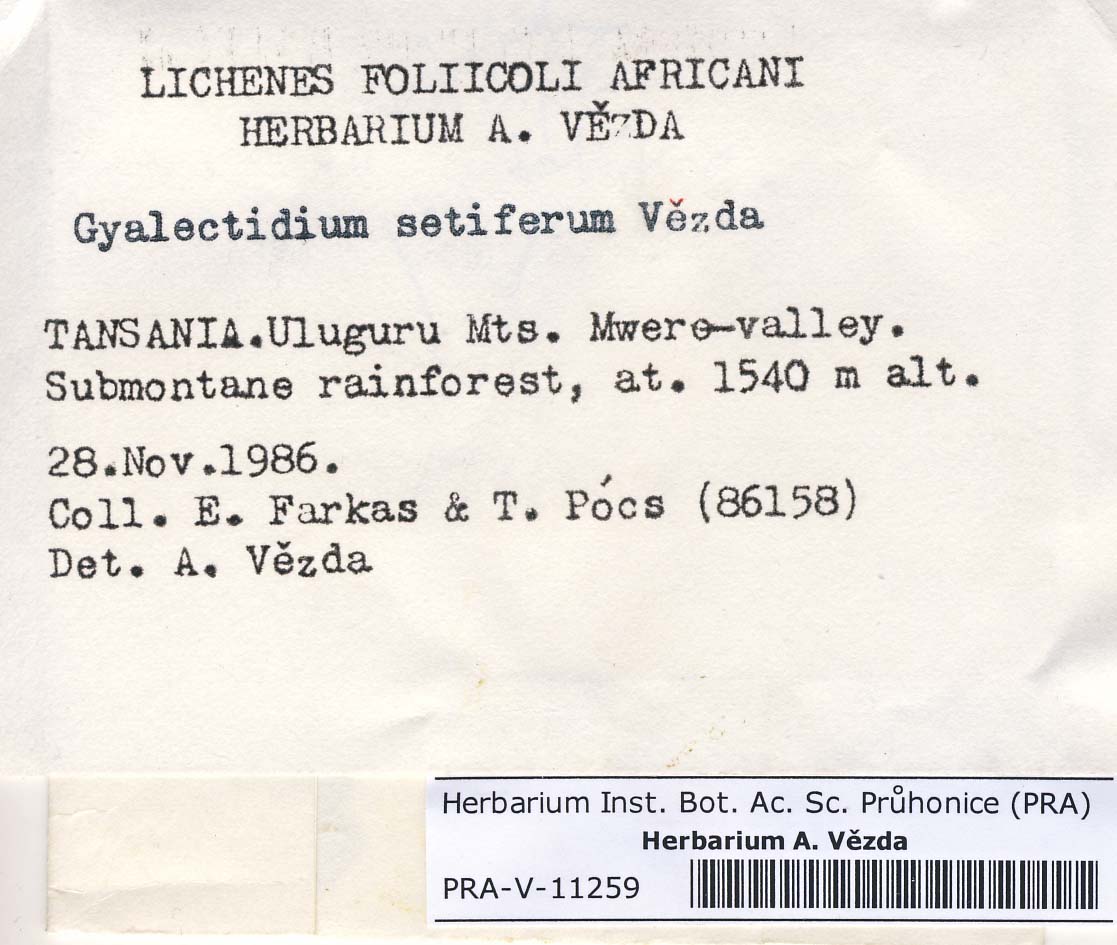 LICHENES FOLIICOLI AFRICANI
HERBARIUM A. VĚZDA
Gyalectidium setiferum Vězda
TANSANIA.Uluguru Mts. Mwere-valley.
Submontane rainforest, at. 1540 m alt.
28.Nov.1986.
Coll. E. Farkas & T. Pócs (86158)
Det. A. Vězda
Herbarium Inst. Bot. Ac. Sc. Průhonice (PRA)
Herbarium A. Vězda
PRA-V-11259